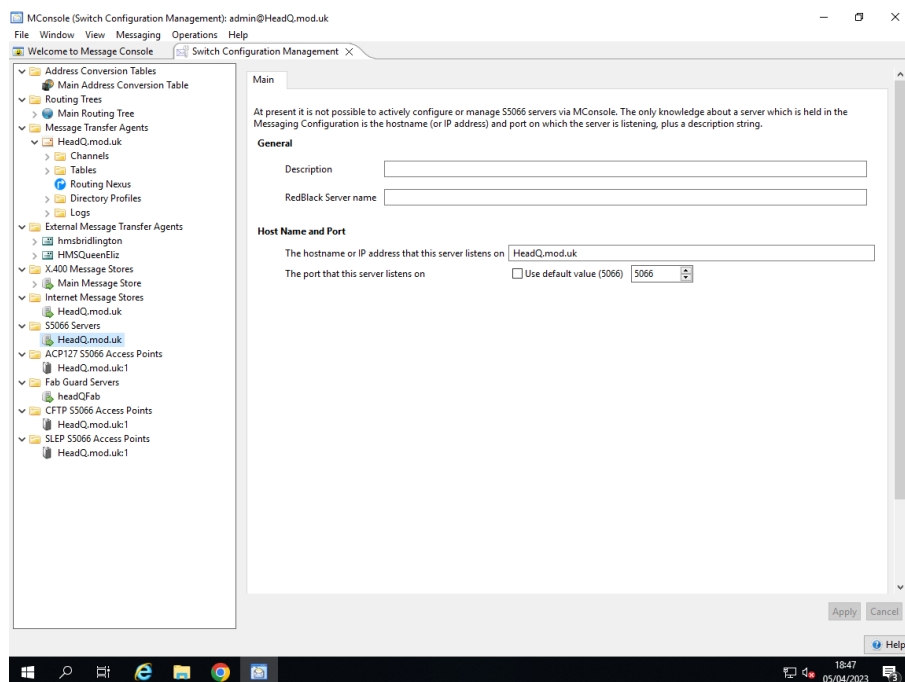 MConsole (Switch Configuration Management): admin@HeadQ.mod.uk
File Window View Messaging Operations Help
Welcome to Message Console
Switch Configuration Management
Address Conversion Tables
Main Address Conversion Table
Routing Trees
Main Routing Tree
Message Transfer Agents
HeadQ.mod.uk
Channels
Tables
Routing Nexus
Directory Profiles
Logs
External Message Transfer Agents
hmsbridlington
HMSQueenEliz
X.400 Message Stores
Main Message Store
Internet Message Stores
HeadQ.mod.uk
S5066 Servers
HeadQ.mod.uk
ACP127 S5066 Access Points
HeadQ.mod.uk:1
Fab Guard Servers
headQFab
CFTP S5066 Access Points
HeadQ.mod.uk:1
SLEP S5066 Access Points
HeadQ.mod.uk:1
Main
At present it is not possible to actively configure or manage S5066 servers via MConsole. The only knowledge about a server which is held in the
Messaging Configuration is the hostname (or IP address) and port on which the server is listening, plus a description string.
General
Description
RedBlack Server name
Host Name and Port
The hostname or IP address that this server listens on HeadQ.mod.uk
The port that this server listens on Use default value (5066) 5066
Apply Cancel
Help
18:47
05/04/2023
3